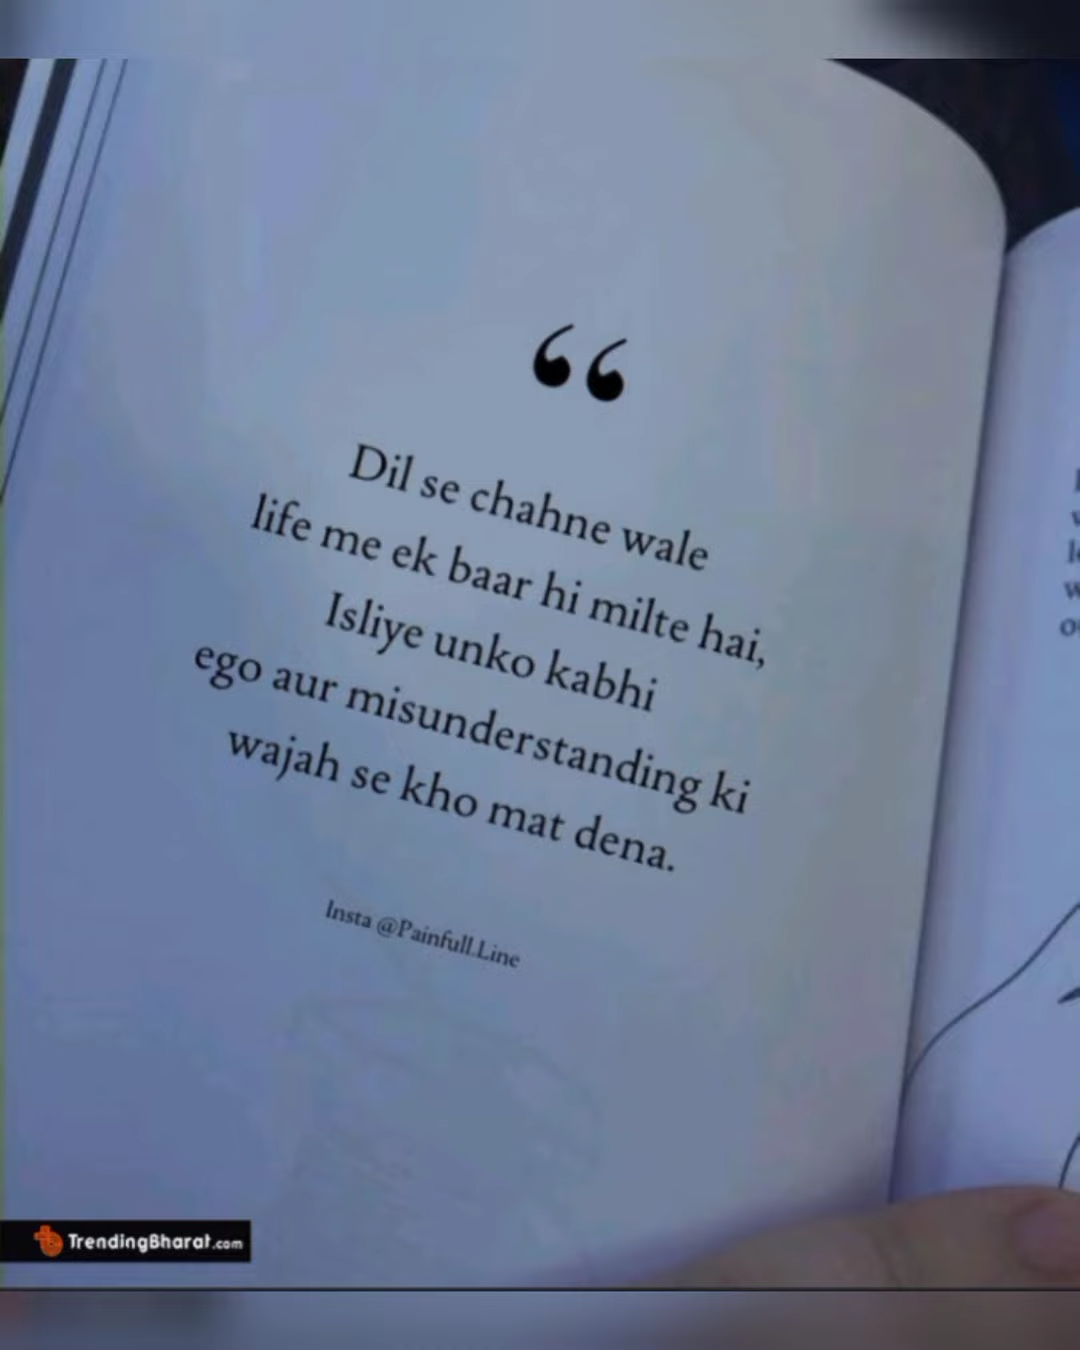 “
Dil se chahne wale
life me ek baar hi milte hai,
Isliye unko kabhi
ego aur misunderstanding ki
wajah se kho mat dena.
Insta @Painfull.Line
TrendingBharat.com